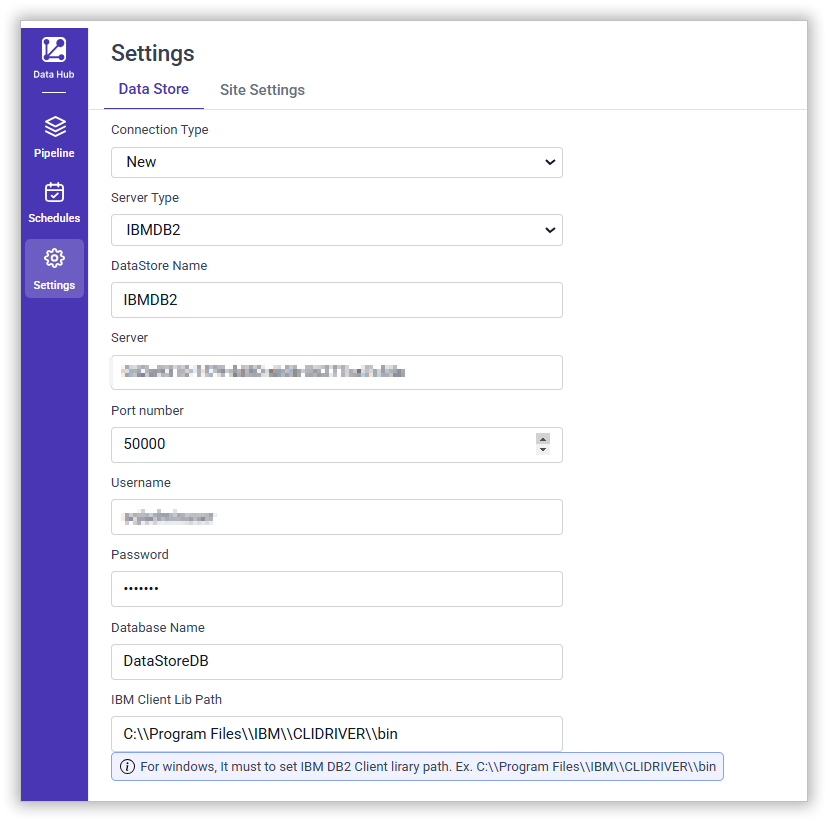 Data Hub
Pipeline
Schedules
Settings
Settings
Data Store Site Settings
Connection Type
New
Server Type
IBMDB2
DataStore Name
IBMDB2
Server
Port number
50000
Username
Password
•••••••
Database Name
DataStoreDB
IBM Client Lib Path
C:\\Program Files\\IBM\\CLIDRIVER\\bin
For windows, It must to set IBM DB2 Client lirary path. Ex. C:\\Program Files\\IBM\\CLIDRIVER\\bin